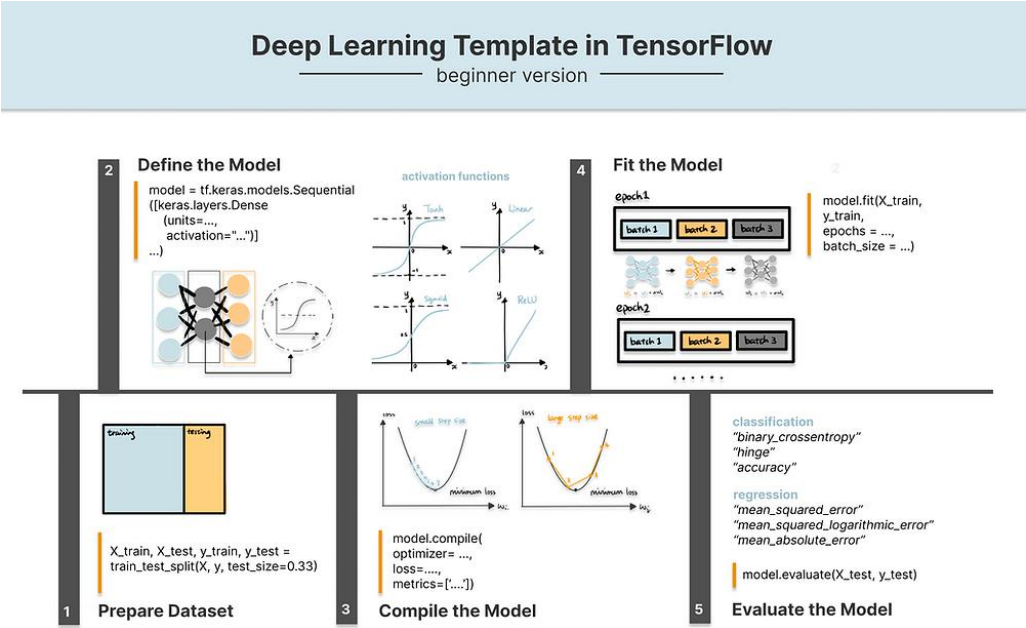 Deep Learning Template in TensorFlow
beginner version
2
Define the Model
model = tf.keras.models.Sequential
([keras.layers.Dense
(units=...,
activation="...")]
...)
activation functions
y
Tanh
x
y
Linear
x
y
Sigmoid
x
y
ReLU
4
Fit the Model
epoch1
batch 1
batch 2
batch 3
epoch2
batch 1
batch 2
batch 3
......
model.fit(X_train,
y_train,
epochs = ...,
batch_size = ...)
training
testing
X_train, X_test, y_train, y_test =
train_test_split(X, y, test_size=0.33)
1
Prepare Dataset
loss
small step size
minimum loss
loss
large step size
minimum loss
model.compile(
optimizer= ...,
loss=....,
metrics=['....'])
3
Compile the Model
classification
“binary_crossentropy”
“hinge”
“accuracy”
regression
“mean_squared_error”
“mean_squared_logarithmic_error”
“mean_absolute_error”
model.evaluate(X_test, y_test)
5
Evaluate the Model